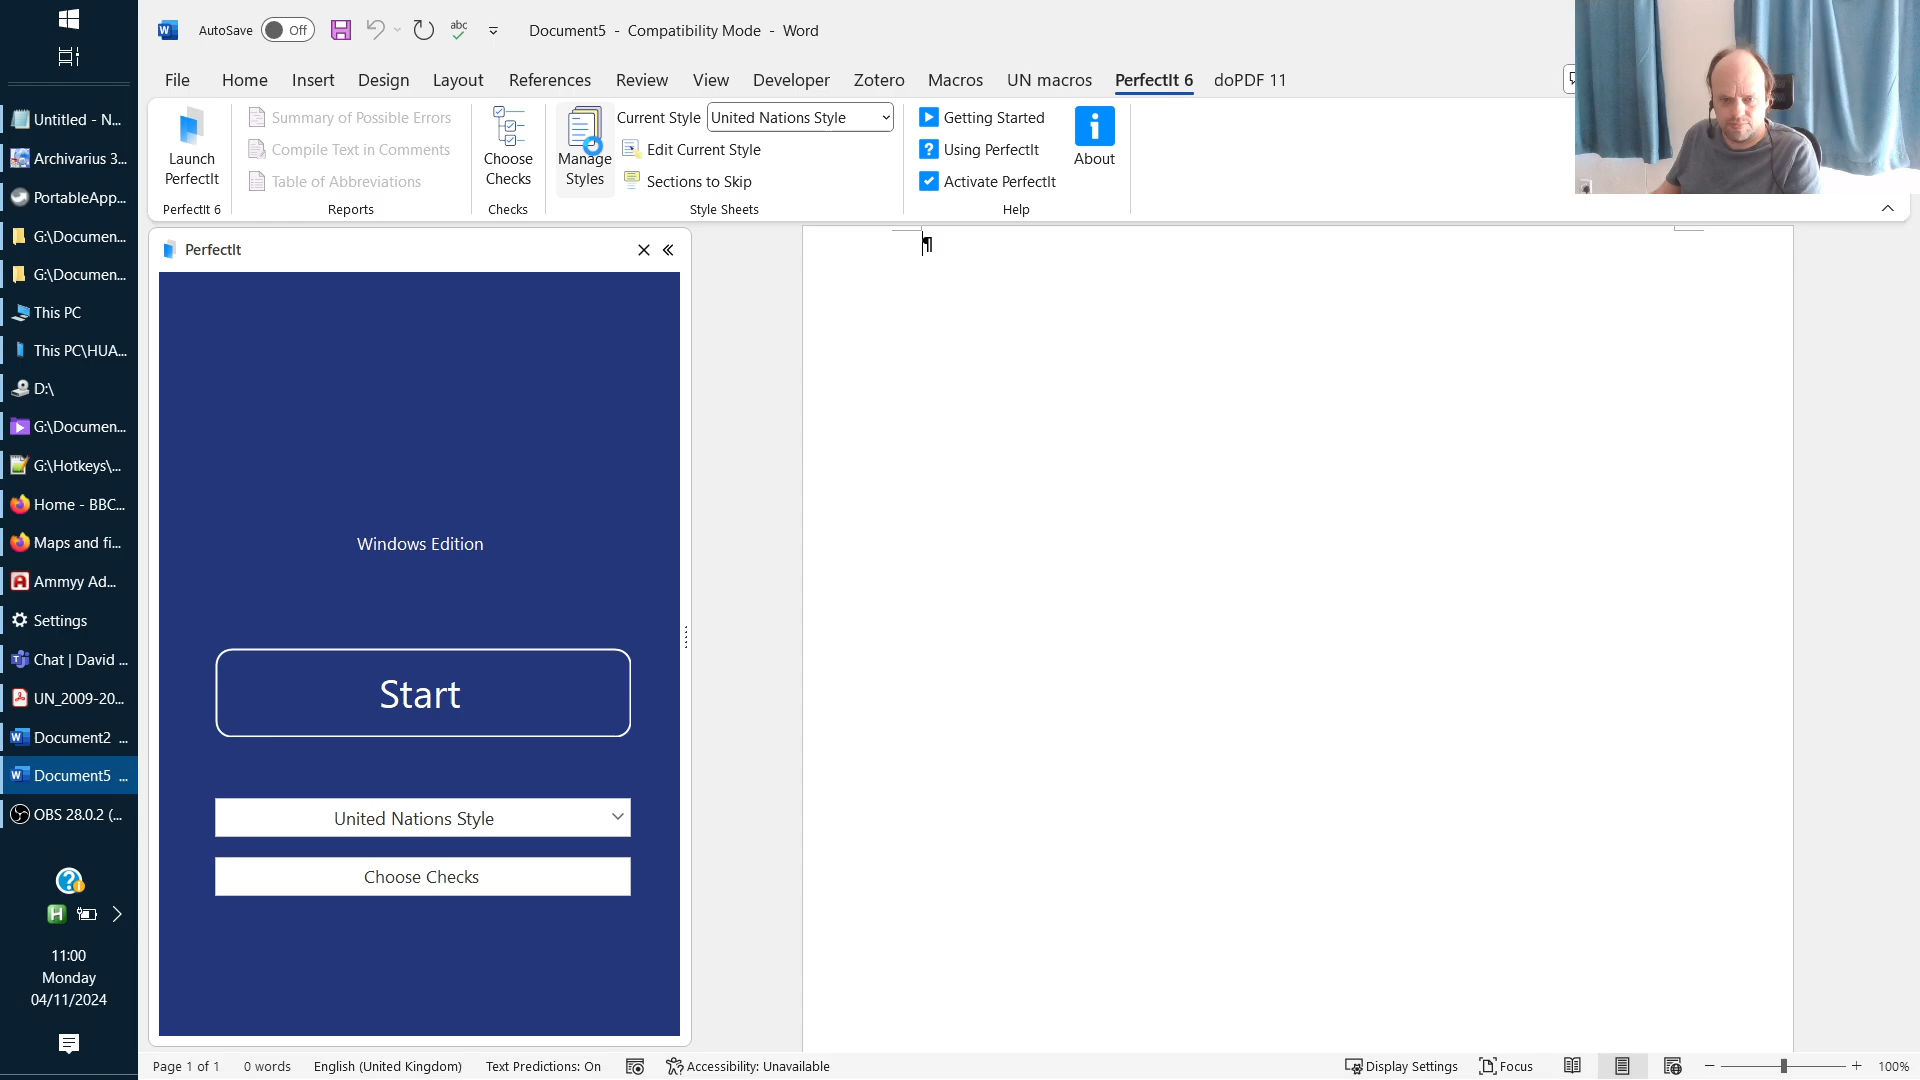 AutoSave Off
abc
Document5 - Compatibility Mode - Word
File Home Insert Design Layout References Review View Developer Zotero Macros UN macros PerfectIt 6 doPDF 11
Launch PerfectIt
PerfectIt 6
Summary of Possible Errors
Compile Text in Comments
Table of Abbreviations
Reports
Choose Checks
Checks
Manage Styles
Current Style United Nations Style
Edit Current Style
Sections to Skip
Style Sheets
Getting Started
Using PerfectIt
Activate PerfectIt
Help
About
Untitled - N...
Archivarius 3...
PortableApp...
G:\Documen...
G:\Documen...
This PC
This PC\HUA...
D:\
G:\Documen...
G:\Hotkeys\...
Home - BBC...
Maps and fi...
Ammyy Ad...
Settings
Chat | David ...
UN_2009-20...
Document2 ...
Document5 ...
OBS 28.0.2 (...
11:00
Monday
04/11/2024
PerfectIt
Windows Edition
Start
United Nations Style
Choose Checks
¶
Page 1 of 1 0 words English (United Kingdom) Text Predictions: On Accessibility: Unavailable Display Settings Focus 100%